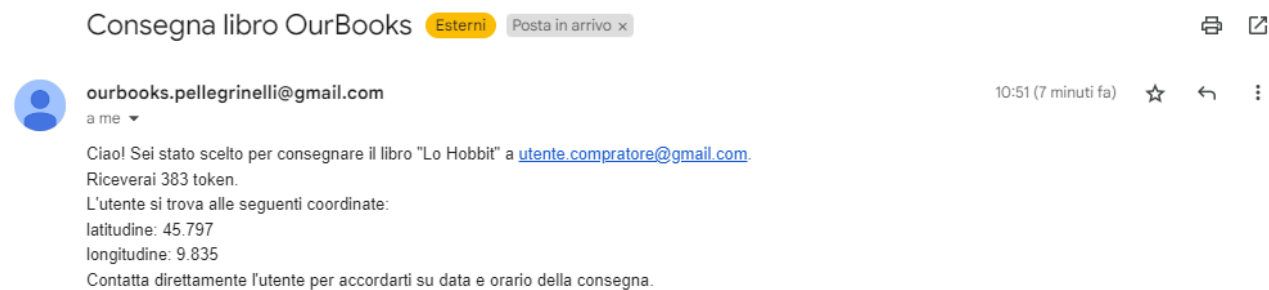 Consegna libro OurBooks Esterni Posta in arrivo ×
ourbooks.pellegrinelli@gmail.com 10:51 (7 minuti fa)
a me
Ciao! Sei stato scelto per consegnare il libro "Lo Hobbit" a utente.compratore@gmail.com.
Riceverai 383 token.
L'utente si trova alle seguenti coordinate:
latitudine: 45.797
longitudine: 9.835
Contatta direttamente l'utente per accordarti su data e orario della consegna.